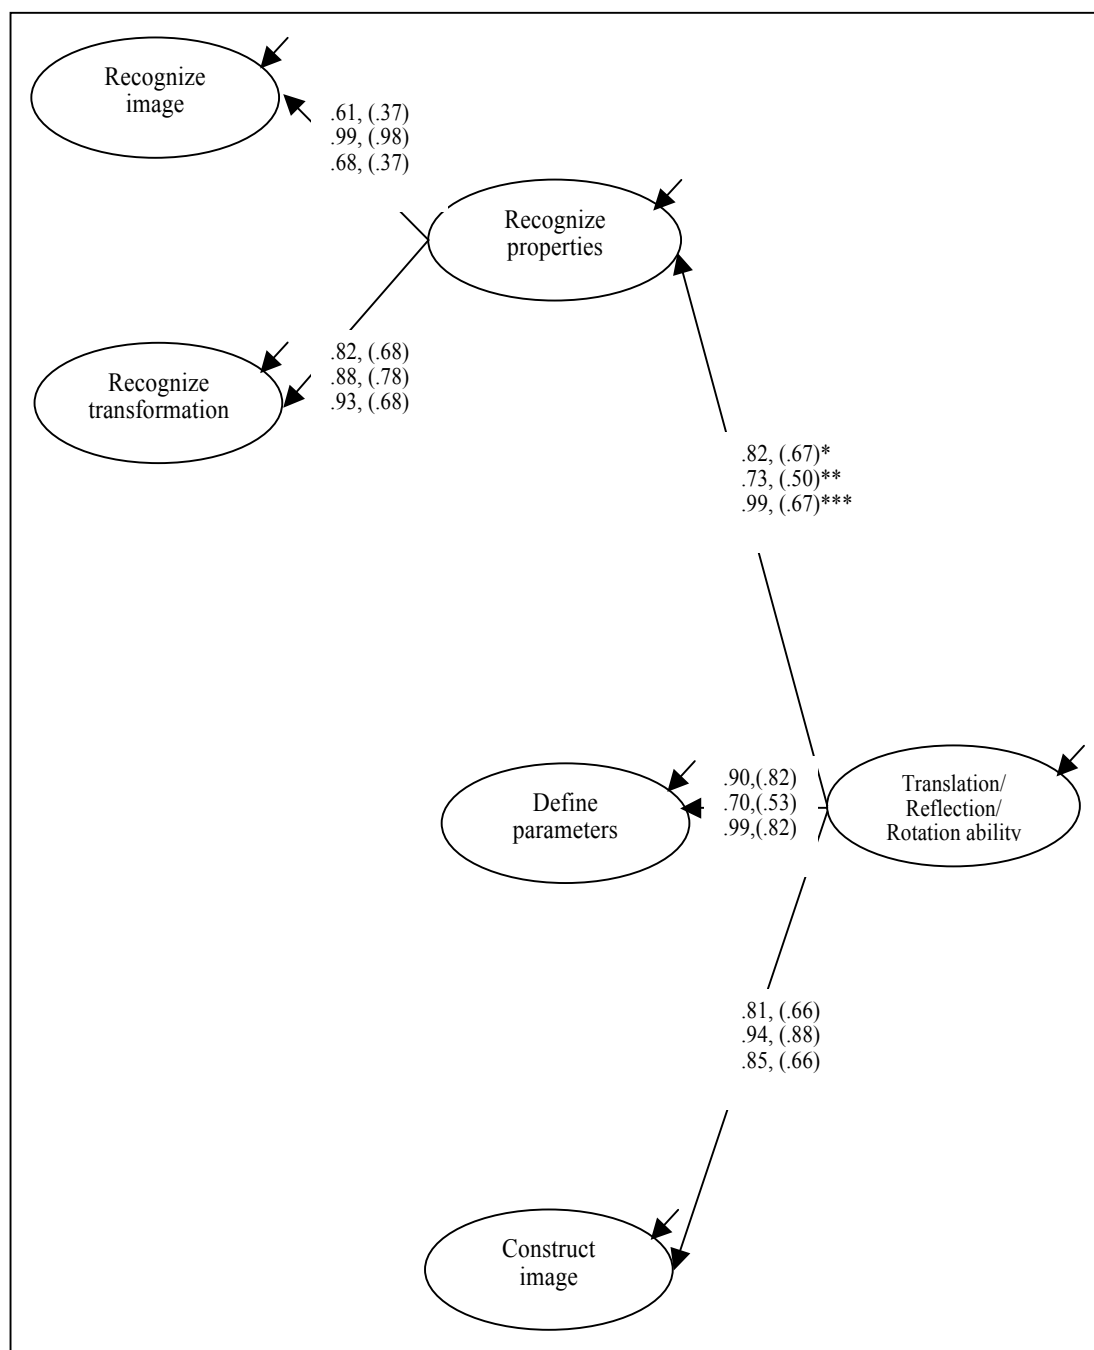 Recognize
image
.61, (.37)
.99, (.98)
.68, (.37)
Recognize
properties
Recognize
transformation
.82, (.68)
.88, (.78)
.93, (.68)
.82, (.67)*
.73, (.50)**
.99, (.67)***
Define
parameters
.90,(.82)
.70,(.53)
.99,(.82)
Translation/
Reflection/
Rotation ability
.81, (.66)
.94, (.88)
.85, (.66)
Construct
image